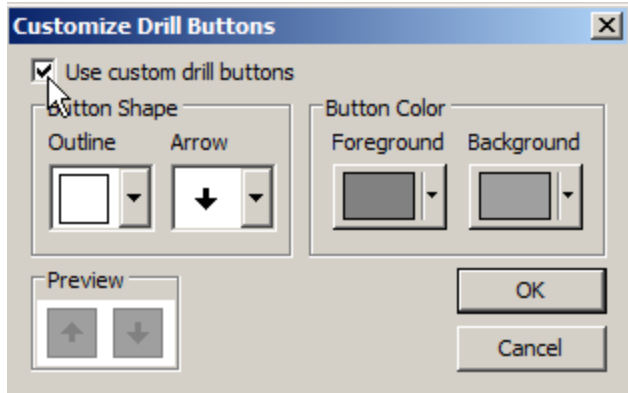 Customize Drill Buttons
Use custom drill buttons
Button Shape
Outline Arrow
Button Color
Foreground Background
Preview
OK
Cancel